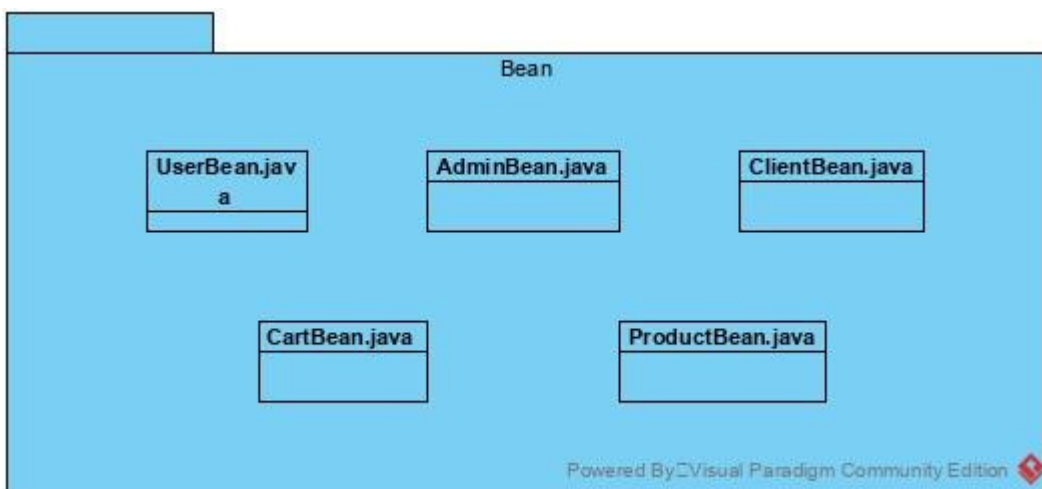 Bean
UserBean.jav
a
AdminBean.java
ClientBean.java
CartBean.java
ProductBean.java
Powered By Visual Paradigm Community Edition